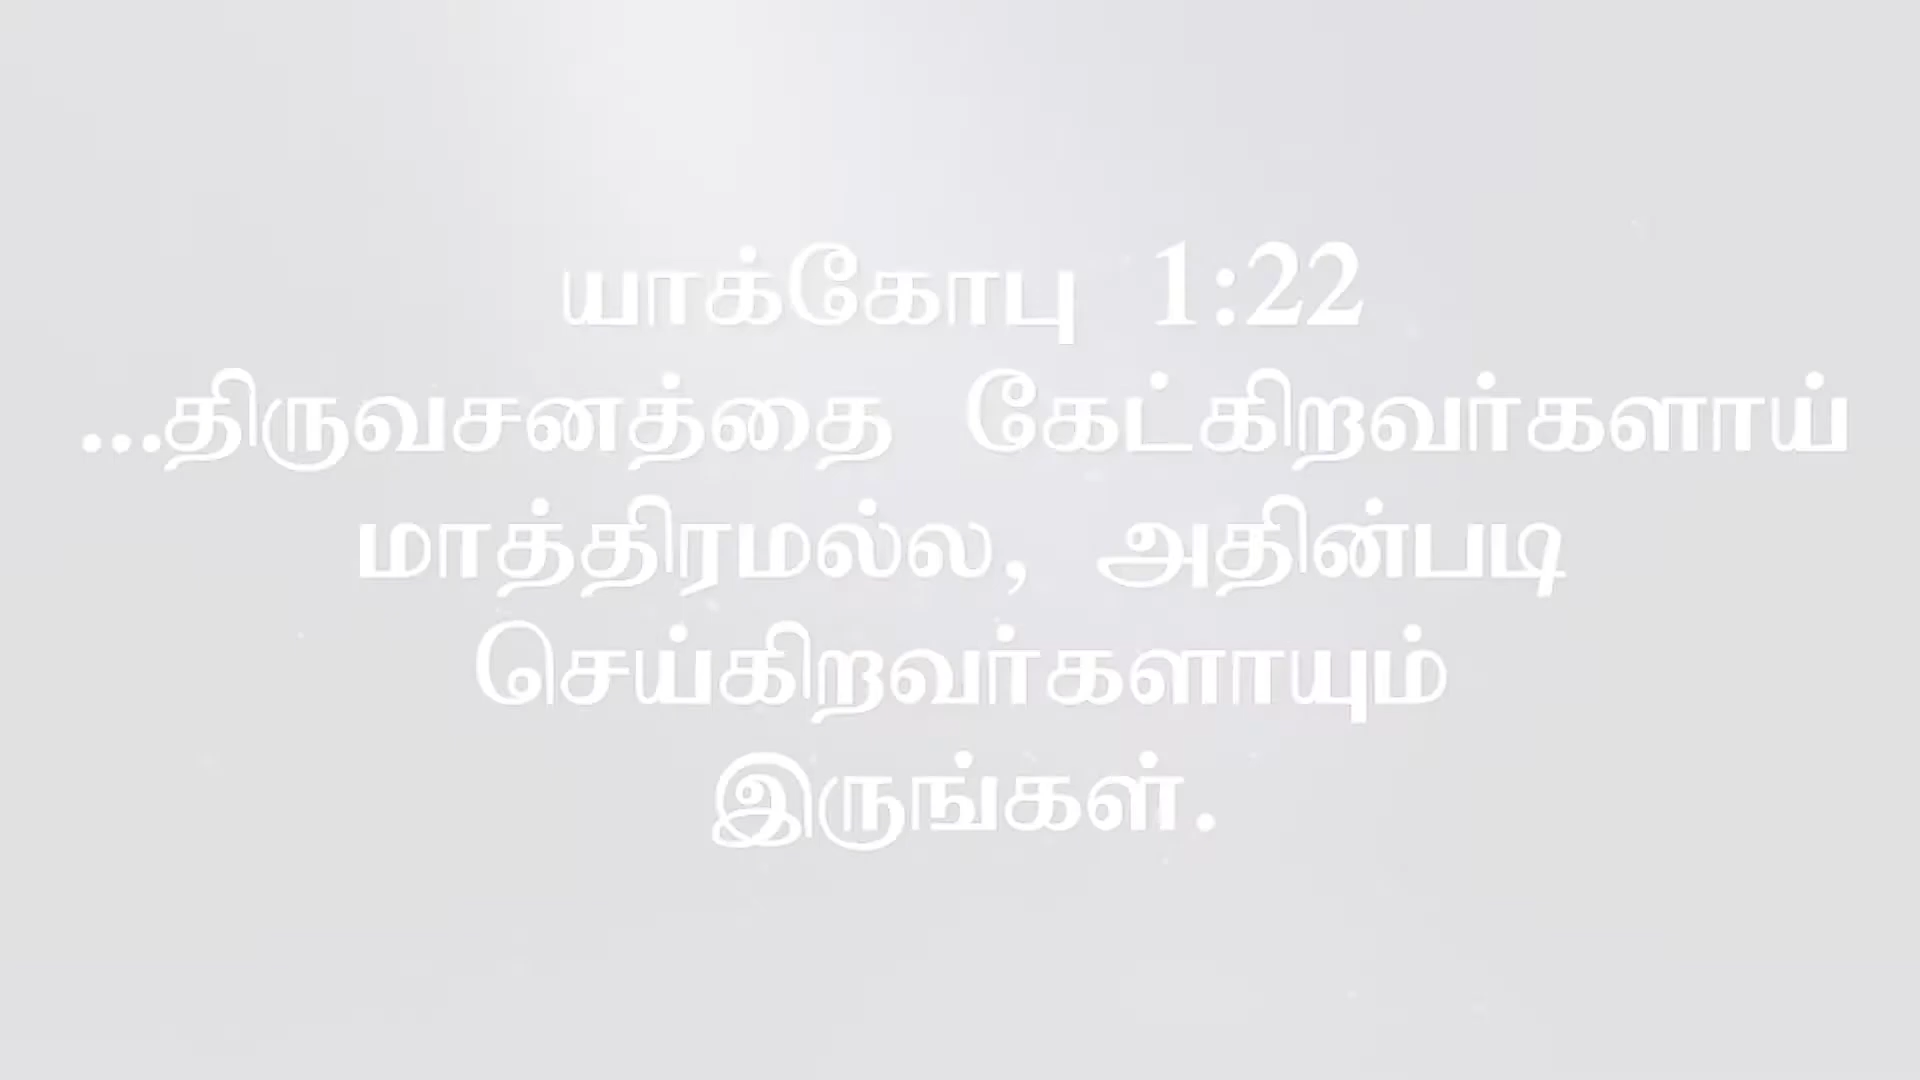 யாக்கோபு 1:22
...திருவசனத்தை கேட்கிறவர்களாய்
மாத்திரமல்ல, அதின்படி
செய்கிறவர்களாயும்
இருங்கள்.